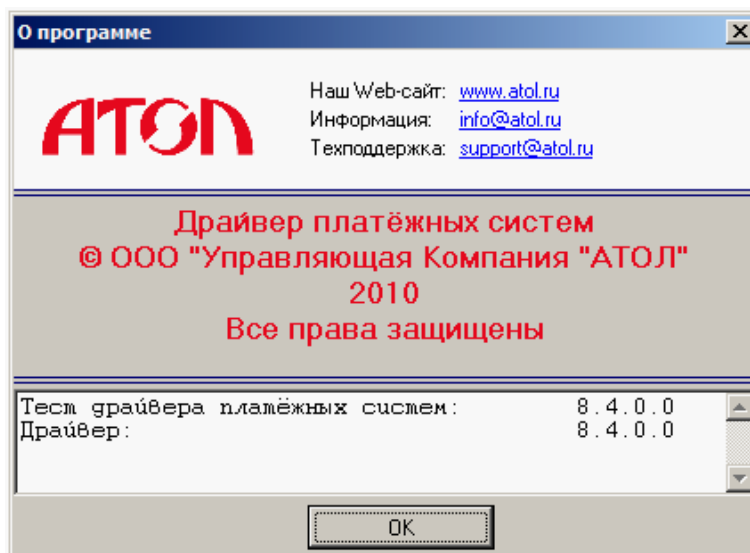 О программе
АТОЛ
Наш Web-сайт: www.atol.ru
Информация: info@atol.ru
Техподдержка: support@atol.ru
Драйвер платёжных систем
© ООО "Управляющая Компания "АТОЛ"
2010
Все права защищены
Тест драйвера платёжных систем: 8.4.0.0
Драйвер: 8.4.0.0
OK